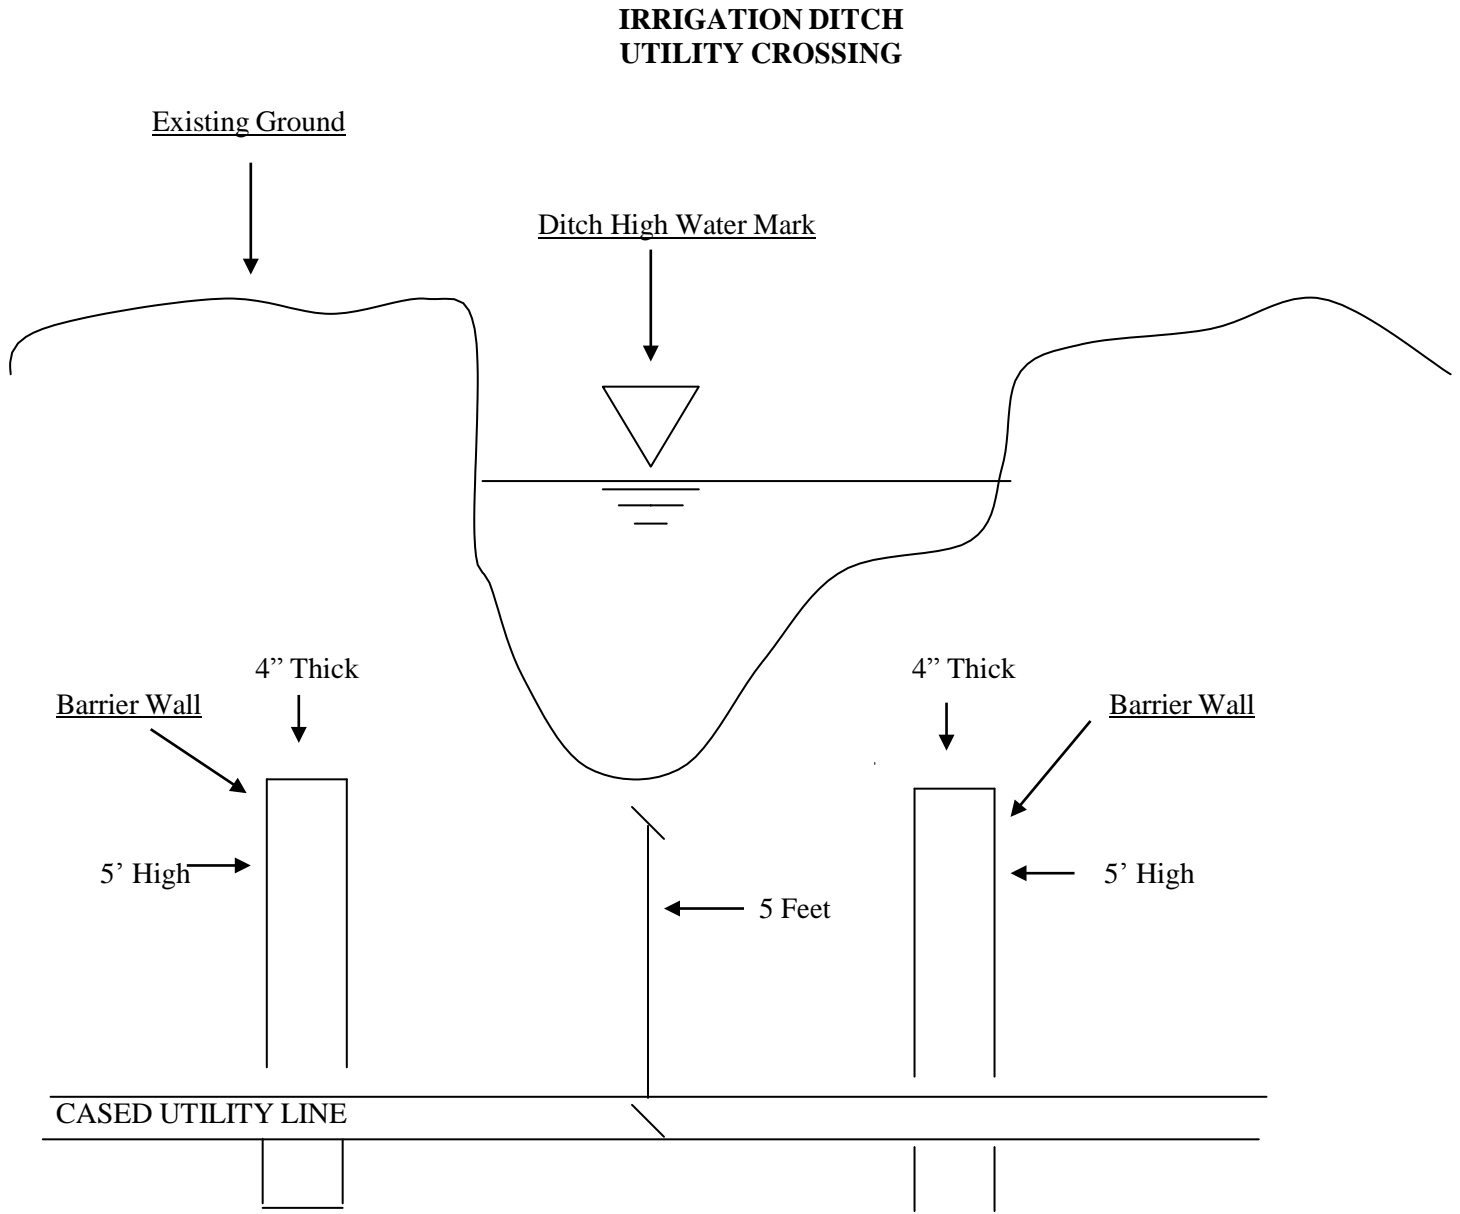 IRRIGATION DITCH
UTILITY CROSSING
Existing Ground
Ditch High Water Mark
4” Thick
4” Thick
Barrier Wall
Barrier Wall
5’ High
5’ High
5 Feet
CASED UTILITY LINE